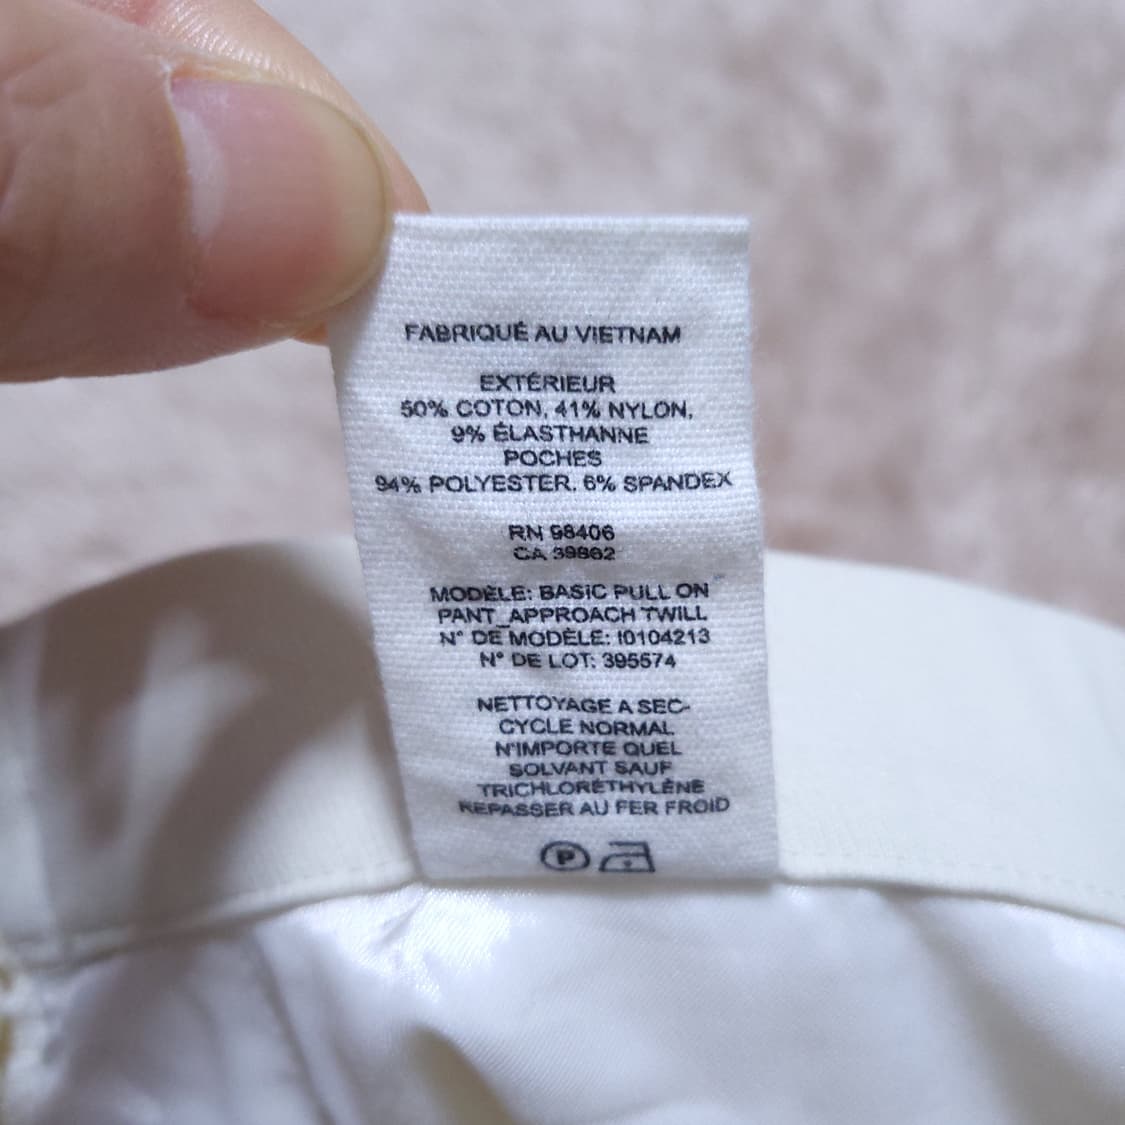 FABRIQUÉ AU VIETNAM
EXTÉRIEUR
50% COTON, 41% NYLON,
9% ÉLASTHANNE
POCHES
94% POLYESTER, 6% SPANDEX
RN 98406
CA 39862
MODÈLE: BASIC PULL ON
PANT_APPROACH TWILL
N° DE MODÈLE: I0104213
N° DE LOT: 395574
NETTOYAGE A SEC-
CYCLE NORMAL
N'IMPORTE QUEL
SOLVANT SAUF
TRICHLORÉTHYLÈNE
REPASSER AU FER FROID
P